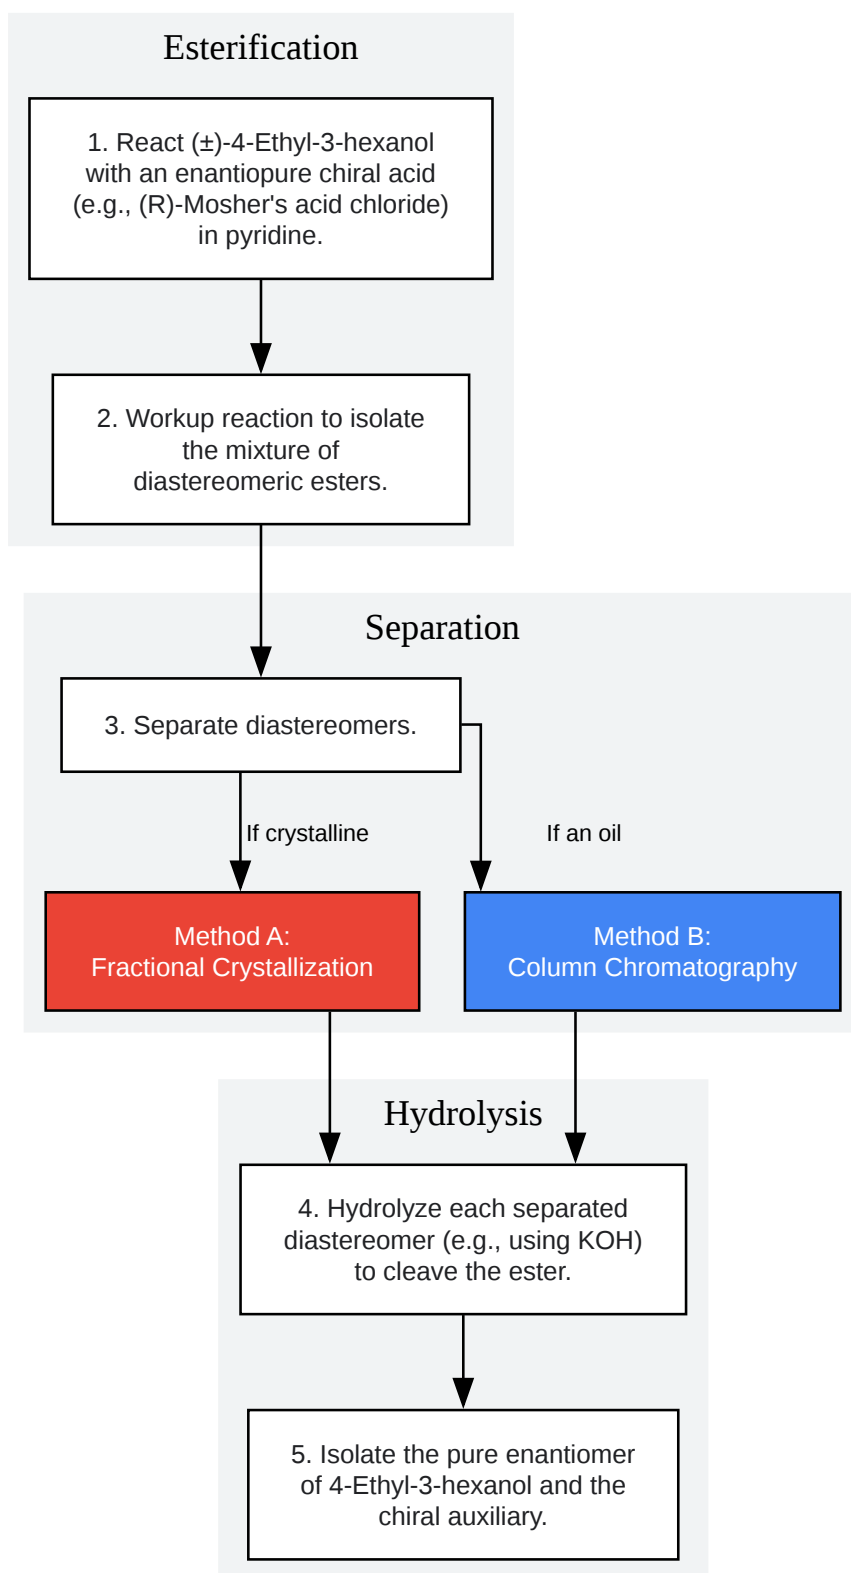 Esterification
1. React (±)-4-Ethyl-3-hexanol
with an enantiopure chiral acid
(e.g., (R)-Mosher's acid chloride)
in pyridine.
2. Workup reaction to isolate
the mixture of
diastereomeric esters.
Separation
3. Separate diastereomers.
If crystalline
If an oil
Method A:
Fractional Crystallization
Method B:
Column Chromatography
Hydrolysis
4. Hydrolyze each separated
diastereomer (e.g., using KOH)
to cleave the ester.
5. Isolate the pure enantiomer
of 4-Ethyl-3-hexanol and the
chiral auxiliary.